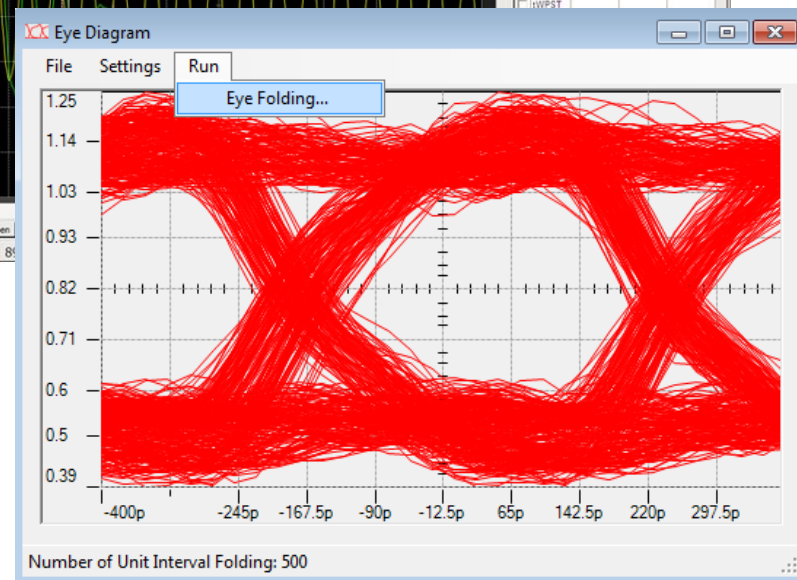 tWPST
Eye Diagram
File Settings Run
Eye Folding...
1.25
1.14
1.03
0.93
0.82
0.71
0.6
0.5
0.39
-400p -245p -167.5p -90p -12.5p 65p 142.5p 220p 297.5p
Number of Unit Interval Folding: 500